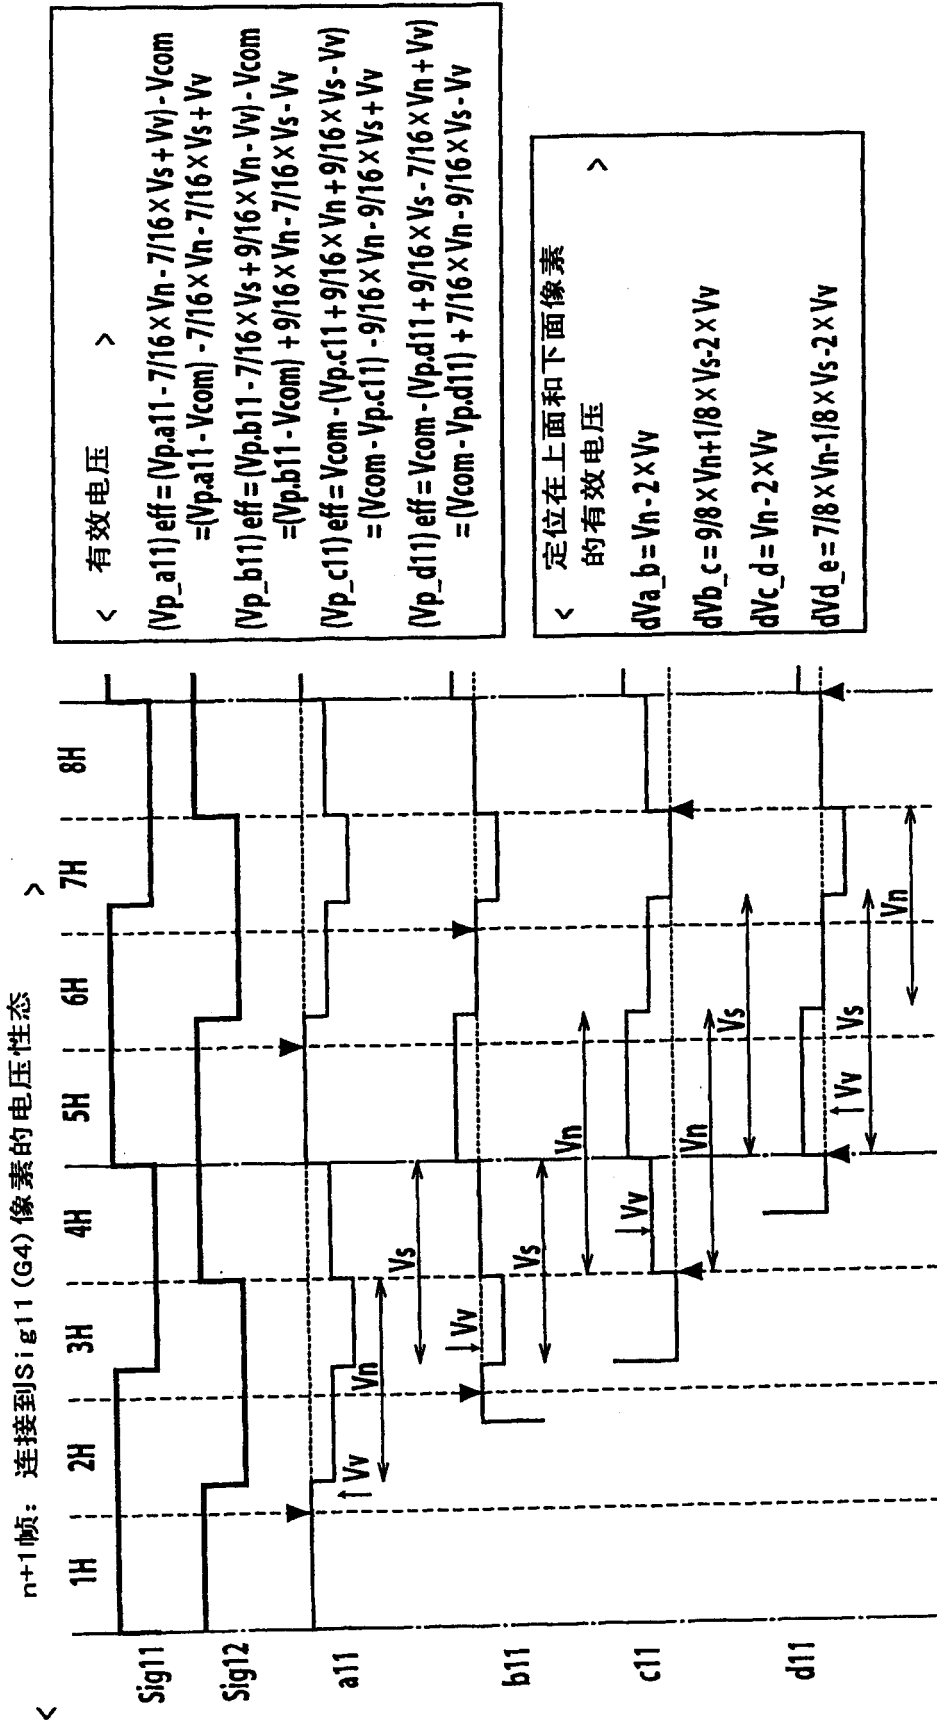 < n+1帧: 连接到Sig11(G4)像素的电压性态 >
1H 2H 3H 4H 5H 6H 7H 8H
Sig11
Sig12
a11
Vv
Vn
Vs
b11
Vv
Vs
c11
Vn
Vv
Vn
Vs
d11
Vv
Vs
Vn
< 有效电压 >
(Vp_a11) eff = (Vp.a11 - 7/16×Vn - 7/16×Vs + Vv) - Vcom
=(Vp.a11 - Vcom) - 7/16×Vn - 7/16×Vs + Vv
(Vp_b11) eff = (Vp.b11 - 7/16×Vs + 9/16×Vn - Vv) - Vcom
=(Vp.b11 - Vcom) + 9/16×Vn - 7/16×Vs - Vv
(Vp_c11) eff = Vcom - (Vp.c11 + 9/16×Vn + 9/16×Vs - Vv)
= (Vcom - Vp.c11) - 9/16×Vn - 9/16×Vs + Vv
(Vp_d11) eff = Vcom - (Vp.d11 + 9/16×Vs - 7/16×Vn + Vv)
= (Vcom - Vp.d11) + 7/16×Vn - 9/16×Vs - Vv
< 定位在上面和下面像素
的有效电压 >
dVa_b = Vn - 2×Vv
dVb_c = 9/8×Vn+1/8×Vs-2×Vv
dVc_d = Vn - 2×Vv
dVd_e = 7/8×Vn-1/8×Vs-2×Vv